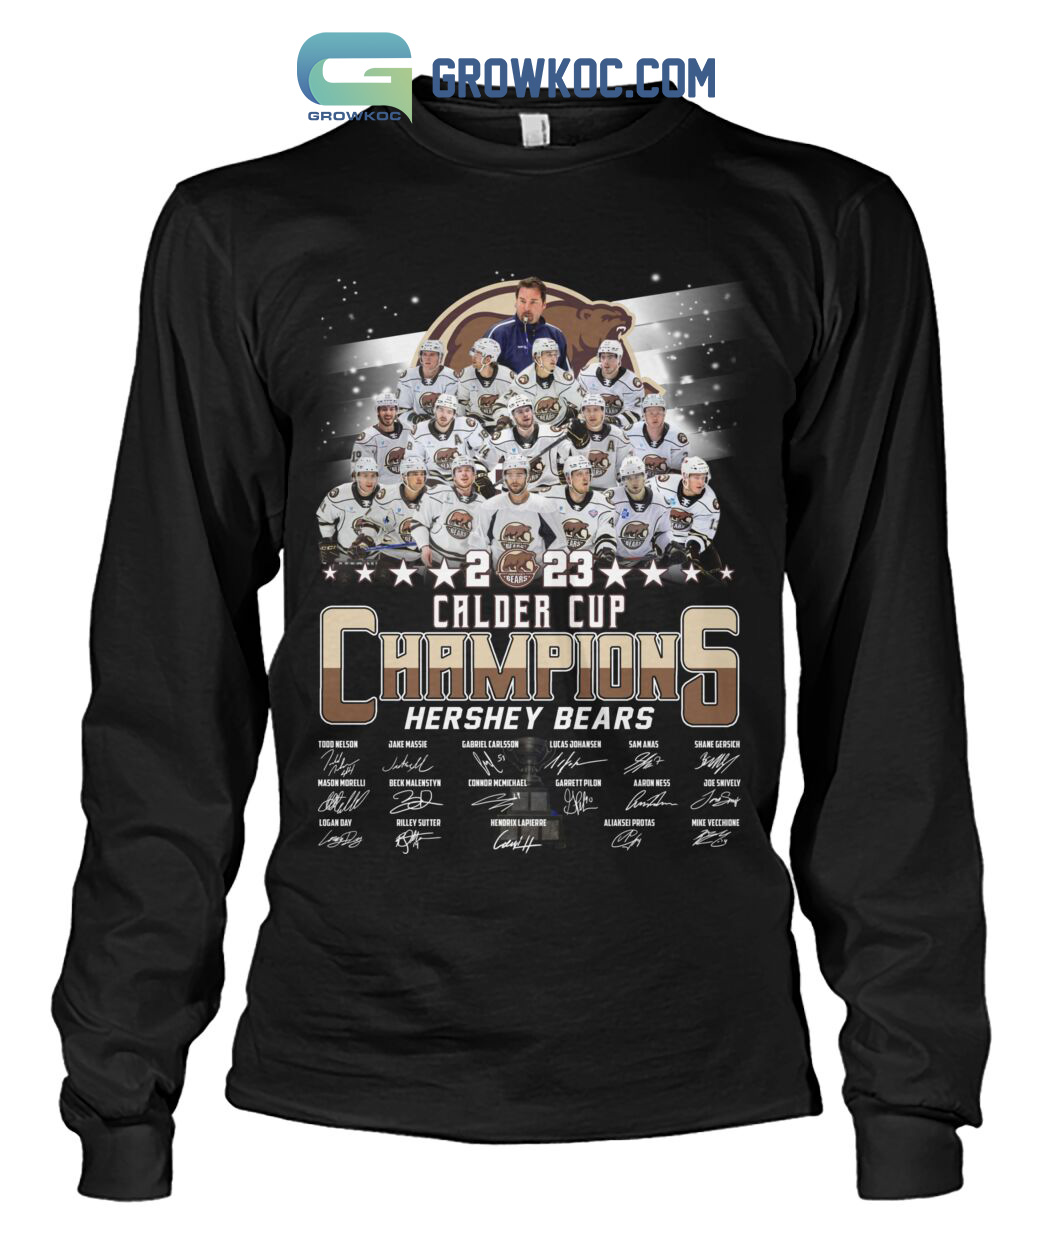 GROWKOC.COM
GROWKOC
BEARS
2023
BEARS
CALDER CUP
CHAMPIONS
HERSHEY BEARS
TODD NELSON JAKE MASSIE GABRIEL CARLSSON LUCAS JOHANSEN SAM ANAS SHANE GERSICH
MASON MORELLI BECK MALENSTYN CONNOR MCMICHAEL GARRETT PILON AARON NESS JOE SNIVELY
LOGAN DAY RILLEY SUTTER HENDRIX LAPIERRE ALIAKSEI PROTAS MIKE VECCHIONE